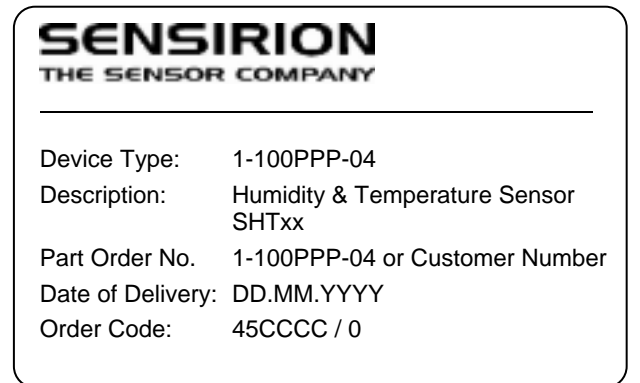 SENSIRION
THE SENSOR COMPANY
Device Type: 1-100PPP-04
Description: Humidity & Temperature Sensor
SHTxx
Part Order No. 1-100PPP-04 or Customer Number
Date of Delivery: DD.MM.YYYY
Order Code: 45CCCC / 0